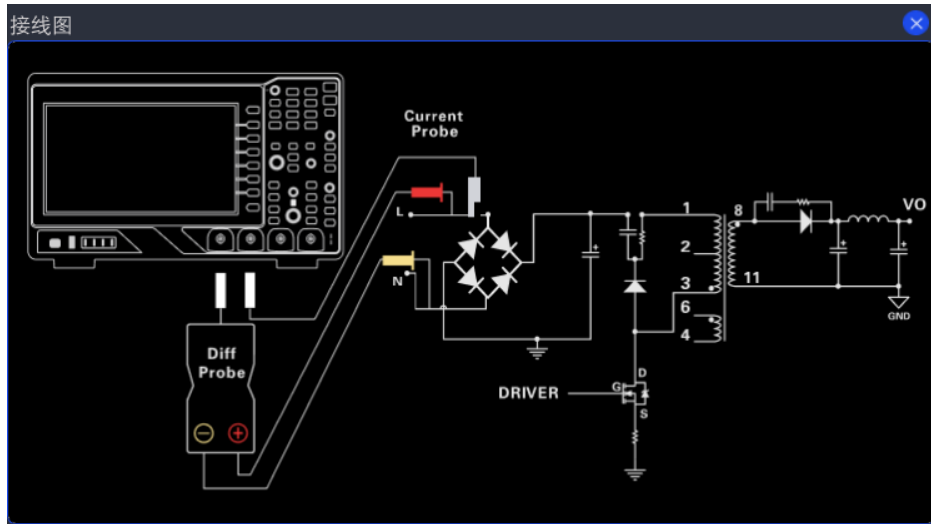 接线图
Current
Probe
L
N
Diff
Probe
DRIVER
G
D
S
1
2
3
6
4
8
11
VO
GND